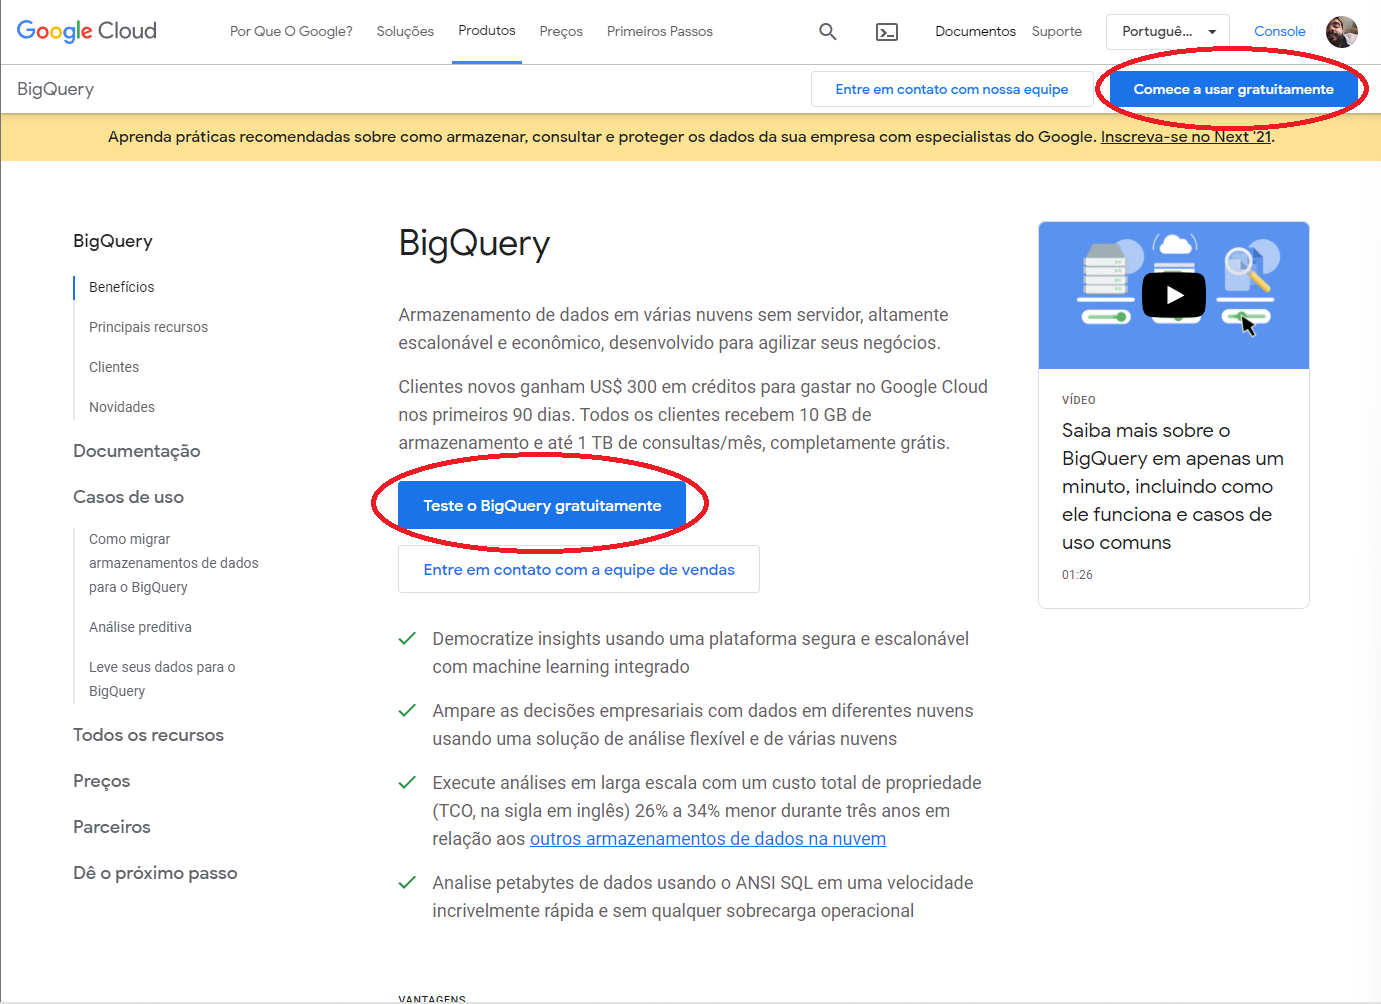 Google Cloud
Por Que O Google?
Soluções
Produtos
Preços
Primeiros Passos
Documentos
Suporte
Portuguê...
Console
BigQuery
Entre em contato com nossa equipe
Comece a usar gratuitamente
Aprenda práticas recomendadas sobre como armazenar, consultar e proteger os dados da sua empresa com especialistas do Google. Inscreva-se no Next '21.
BigQuery
Benefícios
Principais recursos
Clientes
Novidades
Documentação
Casos de uso
Como migrar
armazenamentos de dados
para o BigQuery
Análise preditiva
Leve seus dados para o
BigQuery
Todos os recursos
Preços
Parceiros
Dê o próximo passo
BigQuery
Armazenamento de dados em várias nuvens sem servidor, altamente
escalonável e econômico, desenvolvido para agilizar seus negócios.
Clientes novos ganham US$ 300 em créditos para gastar no Google Cloud
nos primeiros 90 dias. Todos os clientes recebem 10 GB de
armazenamento e até 1 TB de consultas/mês, completamente grátis.
Teste o BigQuery gratuitamente
Entre em contato com a equipe de vendas
Democratize insights usando uma plataforma segura e escalonável
com machine learning integrado
Ampare as decisões empresariais com dados em diferentes nuvens
usando uma solução de análise flexível e de várias nuvens
Execute análises em larga escala com um custo total de propriedade
(TCO, na sigla em inglês) 26% a 34% menor durante três anos em
relação aos outros armazenamentos de dados na nuvem
Analise petabytes de dados usando o ANSI SQL em uma velocidade
incrivelmente rápida e sem qualquer sobrecarga operacional
VANTAGENS
VÍDEO
Saiba mais sobre o
BigQuery em apenas um
minuto, incluindo como
ele funciona e casos de
uso comuns
01:26